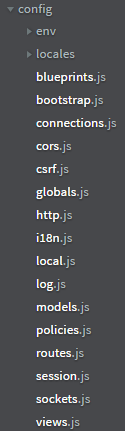 config
env
locales
blueprints.js
bootstrap.js
connections.js
cors.js
csrf.js
globals.js
http.js
i18n.js
local.js
log.js
models.js
policies.js
routes.js
session.js
sockets.js
views.js